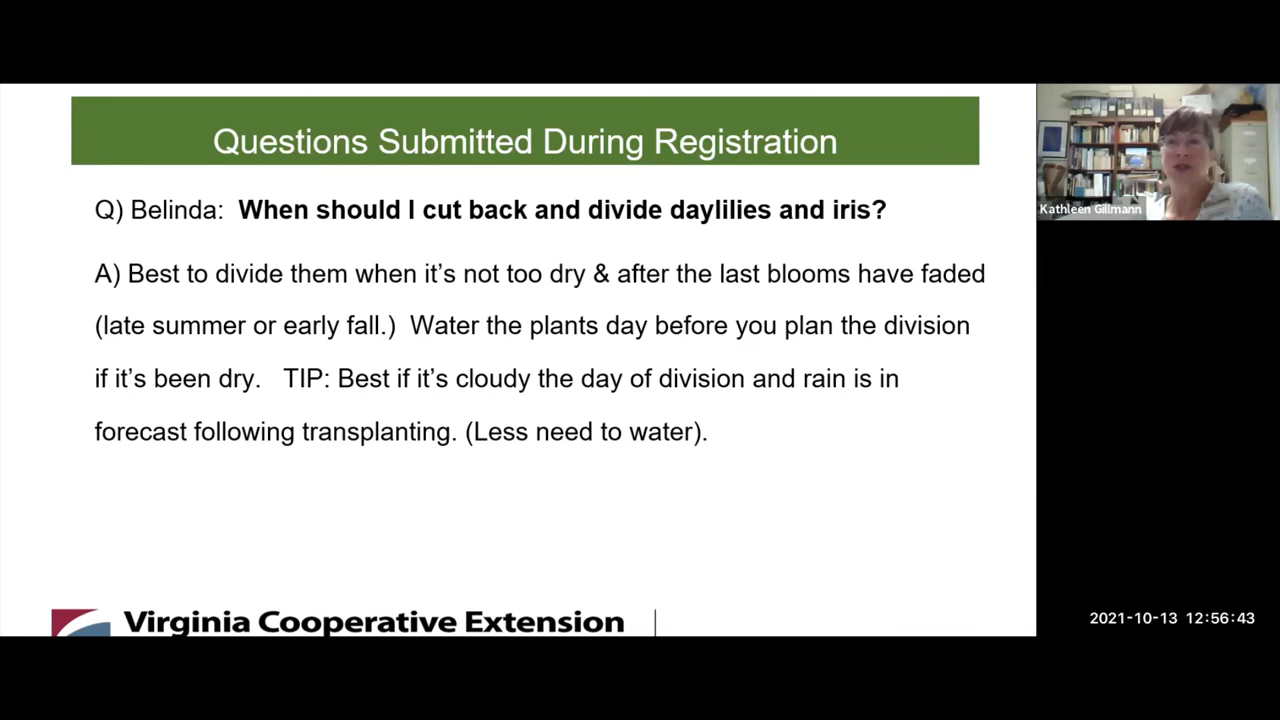 Questions Submitted During Registration
Q) Belinda: When should I cut back and divide daylilies and iris?
A) Best to divide them when it’s not too dry & after the last blooms have faded
(late summer or early fall.) Water the plants day before you plan the division
if it’s been dry. TIP: Best if it’s cloudy the day of division and rain is in
forecast following transplanting. (Less need to water).
Virginia Cooperative Extension
Kathleen Gillmann
2021-10-13 12:56:43